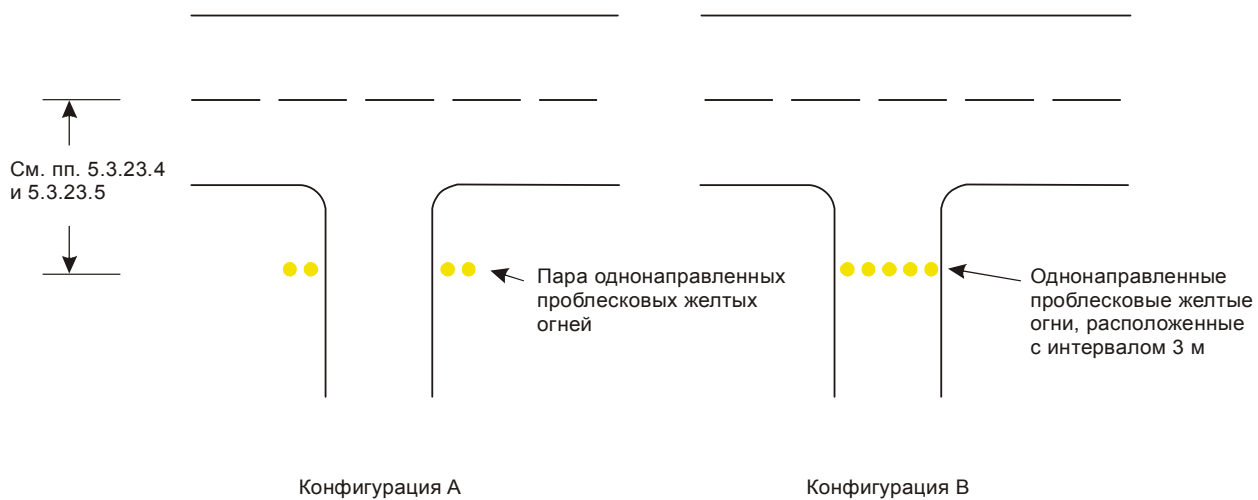 См. пп. 5.3.23.4
и 5.3.23.5
Пара однонаправленных
проблесковых желтых
огней
Однонаправленные
проблесковые желтые
огни, расположенные
с интервалом 3 м
Конфигурация А
Конфигурация В